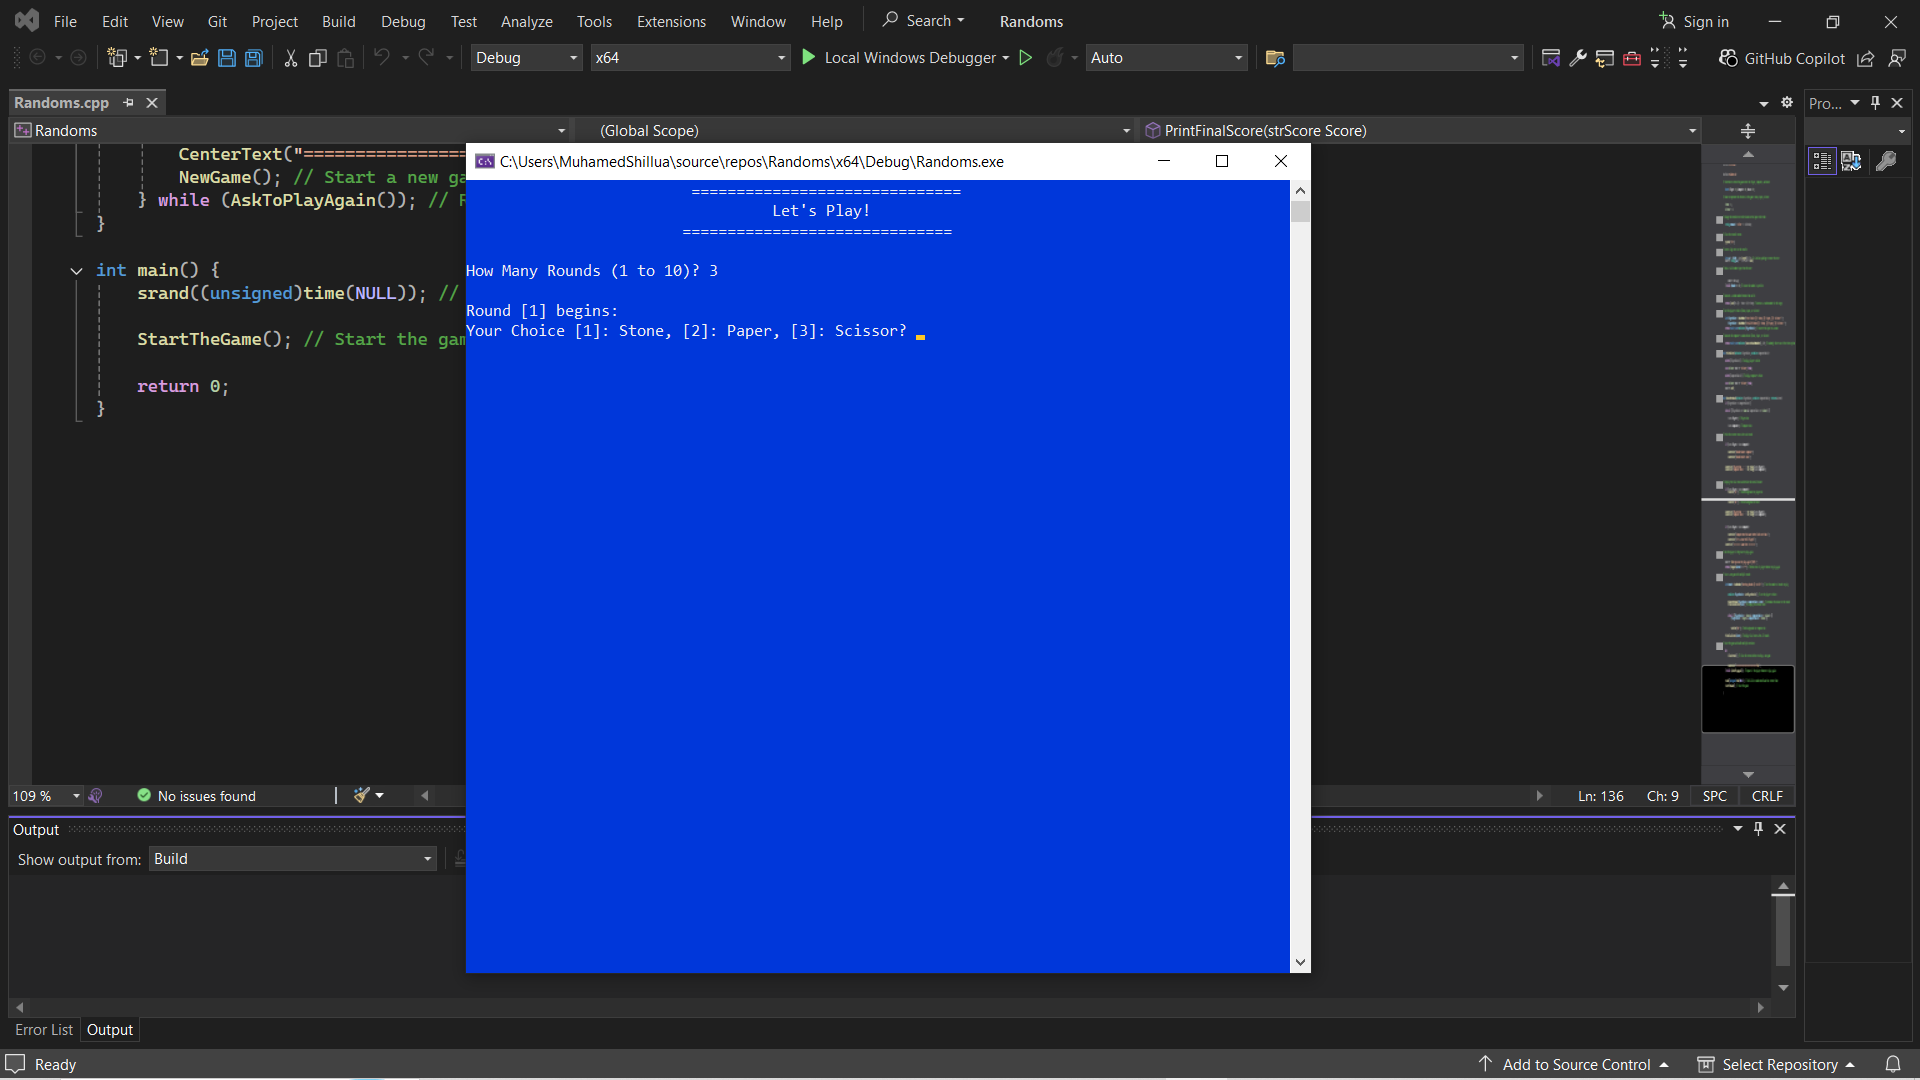 File Edit View Git Project Build Debug Test Analyze Tools Extensions Window Help Search Randoms Sign in
Debug x64 Local Windows Debugger Auto GitHub Copilot
Randoms.cpp Pro...
Randoms (Global Scope) PrintFinalScore(strScore Score)
CenterText("==================
NewGame(); // Start a new ga
} while (AskToPlayAgain()); //
}
int main() {
srand((unsigned)time(NULL)); //
StartTheGame(); // Start the gam
return 0;
}
C:\Users\MuhamedShillua\source\repos\Randoms\x64\Debug\Randoms.exe
==============================
Let's Play!
==============================
How Many Rounds (1 to 10)? 3
Round [1] begins:
Your Choice [1]: Stone, [2]: Paper, [3]: Scissor?
109 % No issues found Ln: 136 Ch: 9 SPC CRLF
Output
Show output from: Build
Error List Output
Ready Add to Source Control Select Repository